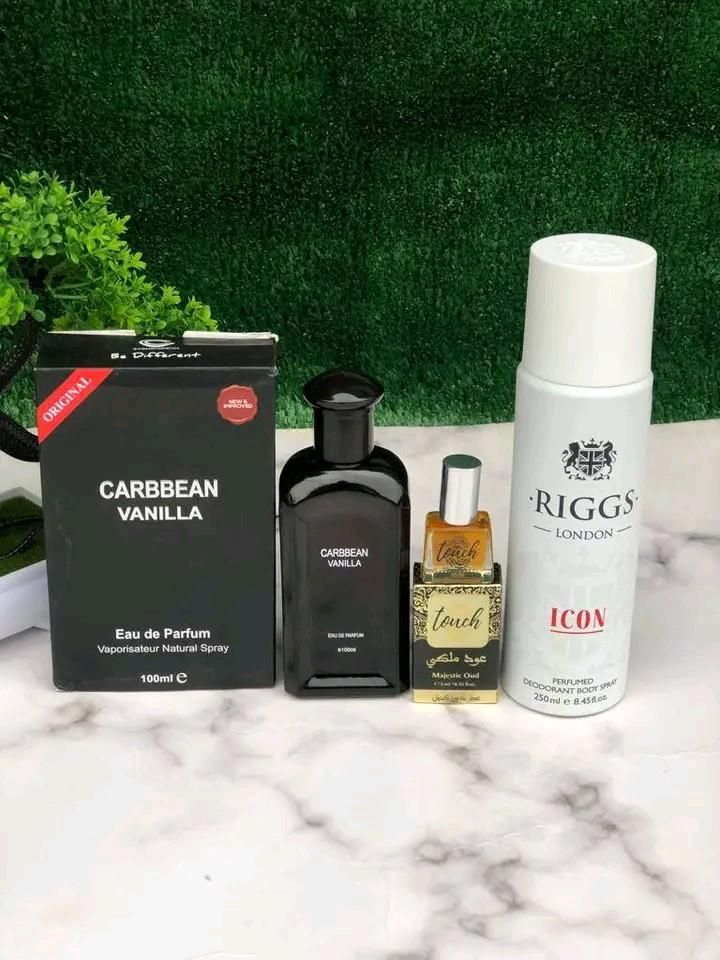 Be Different
ORIGINAL
NEW &
IMPROVED
CARBBEAN
VANILLA
Eau de Parfum
Vaporisateur Natural Spray
100ml ℮
CARBBEAN
VANILLA
EAU DE PARFUM
℮100ml
touch
touch
عود ملكي
Majestic Oud
RIGGS
LONDON
ICON
PERFUMED
DEODORANT BODY SPRAY
250ml ℮ 8.45fl.oz.